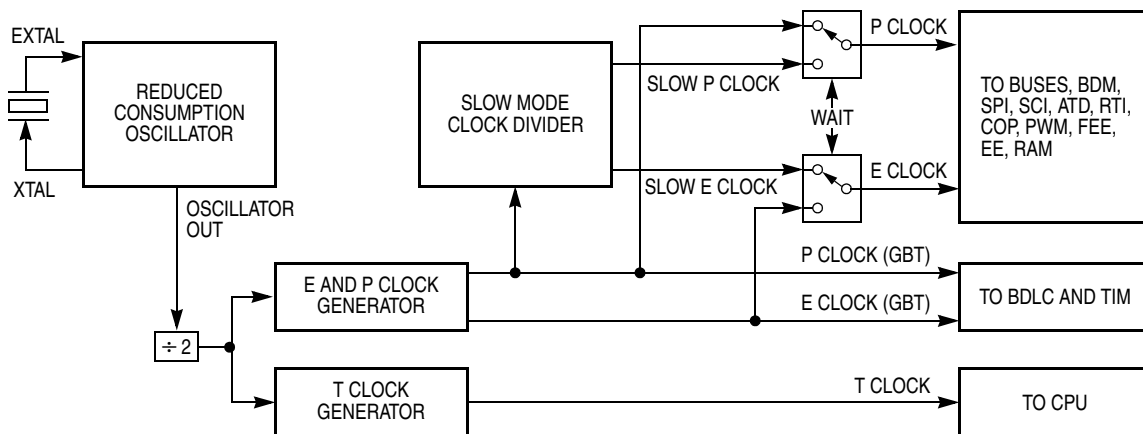 EXTAL
XTAL
REDUCED
CONSUMPTION
OSCILLATOR
OSCILLATOR
OUT
÷ 2
E AND P CLOCK
GENERATOR
T CLOCK
GENERATOR
SLOW MODE
CLOCK DIVIDER
SLOW P CLOCK
SLOW E CLOCK
WAIT
P CLOCK
E CLOCK
P CLOCK (GBT)
E CLOCK (GBT)
T CLOCK
TO BUSES, BDM,
SPI, SCI, ATD, RTI,
COP, PWM, FEE,
EE, RAM
TO BDLC AND TIM
TO CPU